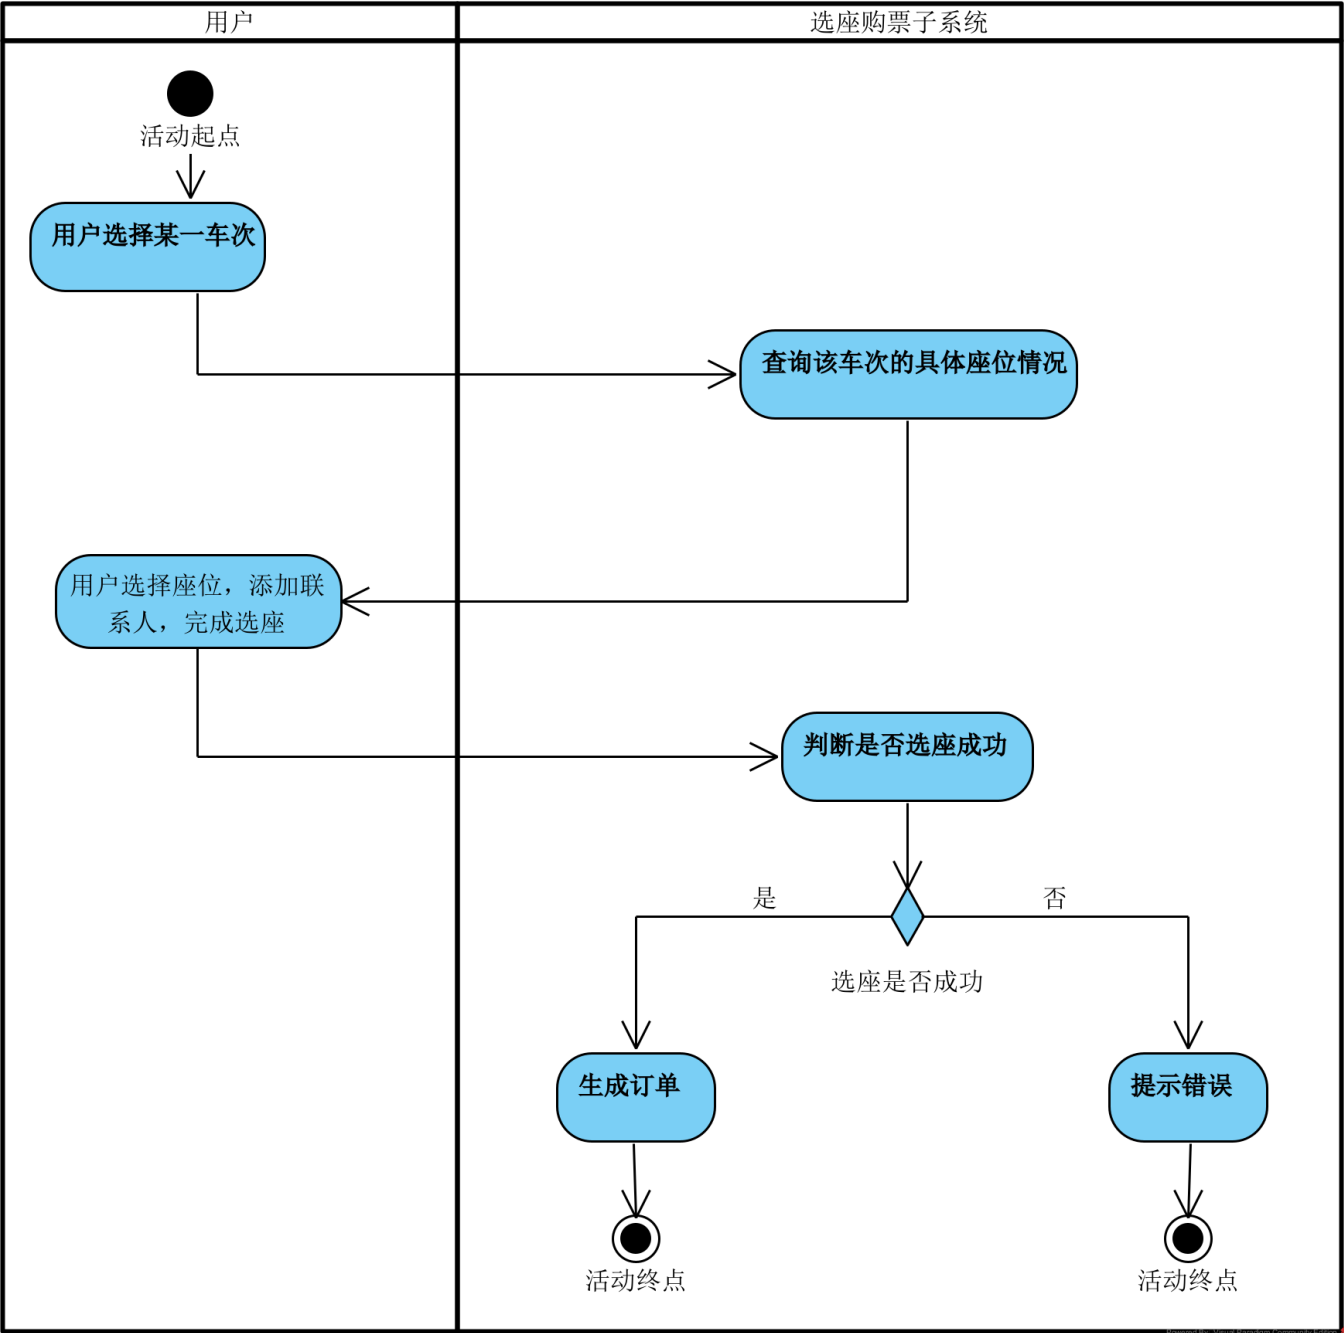 用户
选座购票子系统
活动起点
用户选择某一车次
查询该车次的具体座位情况
用户选择座位，添加联
系人，完成选座
判断是否选座成功
是
否
选座是否成功
生成订单
提示错误
活动终点
活动终点